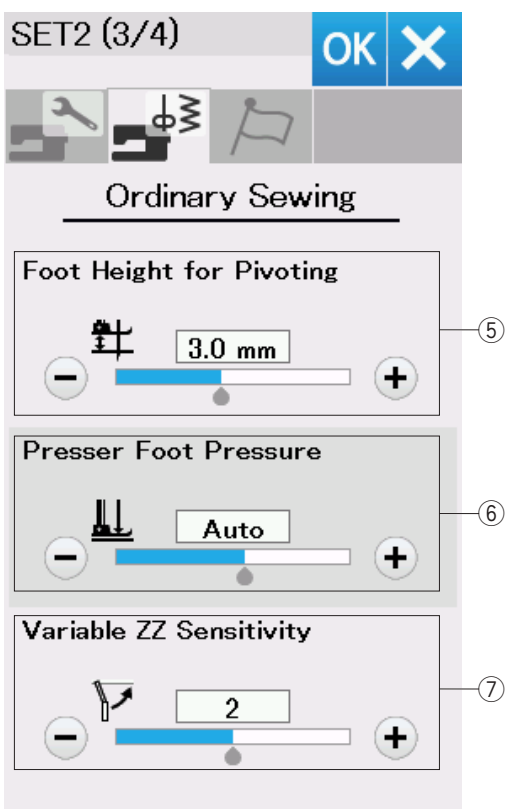 SET2 (3/4)
OK
Ordinary Sewing
Foot Height for Pivoting
3.0 mm
⑤
Presser Foot Pressure
Auto
⑥
Variable ZZ Sensitivity
2
⑦